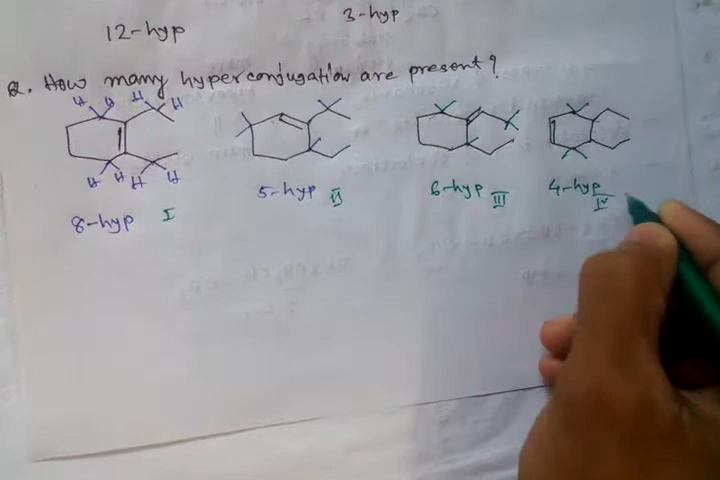 12-hyp
3-hyp
Q. How many hyperconjugation are present?
H H H H
H H H H
8-hyp I
5-hyp II
6-hyp III
4-hyp IV